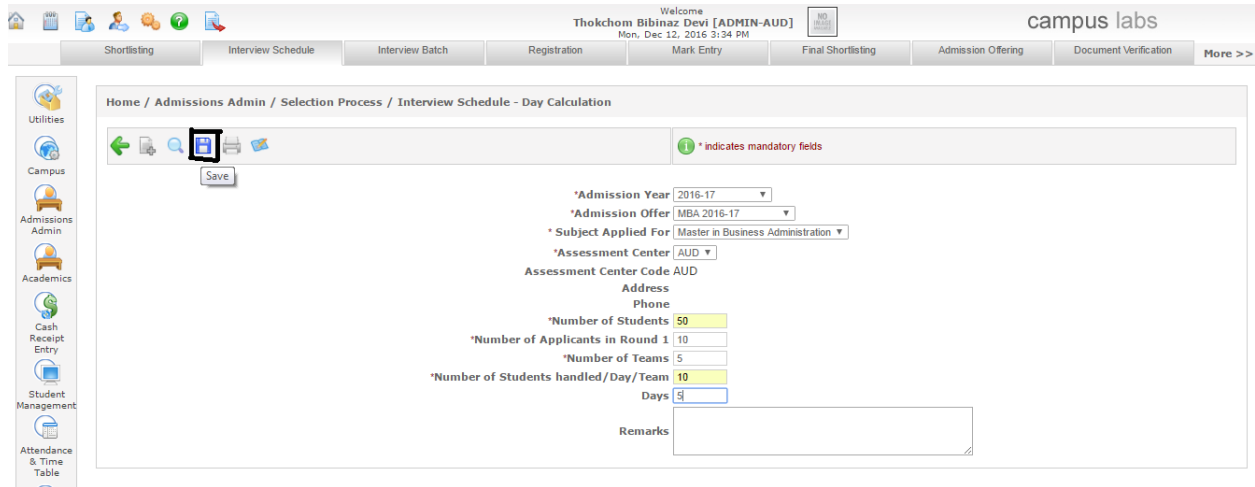 Welcome
Thokchom Bibinaz Devi [ADMIN-AUD]
Mon, Dec 12, 2016 3:34 PM
NO IMAGE
campus labs
Shortlisting Interview Schedule Interview Batch Registration Mark Entry Final Shortlisting Admission Offering Document Verification More >>
Utilities
Campus
Admissions
Admin
Academics
Cash
Receipt
Entry
Student
Management
Attendance
& Time
Table
Home / Admissions Admin / Selection Process / Interview Schedule - Day Calculation
* indicates mandatory fields
Save
*Admission Year 2016-17
*Admission Offer MBA 2016-17
* Subject Applied For Master in Business Administration
*Assessment Center AUD
Assessment Center Code AUD
Address
Phone
*Number of Students 50
*Number of Applicants in Round 1 10
*Number of Teams 5
*Number of Students handled/Day/Team 10
Days 5
Remarks